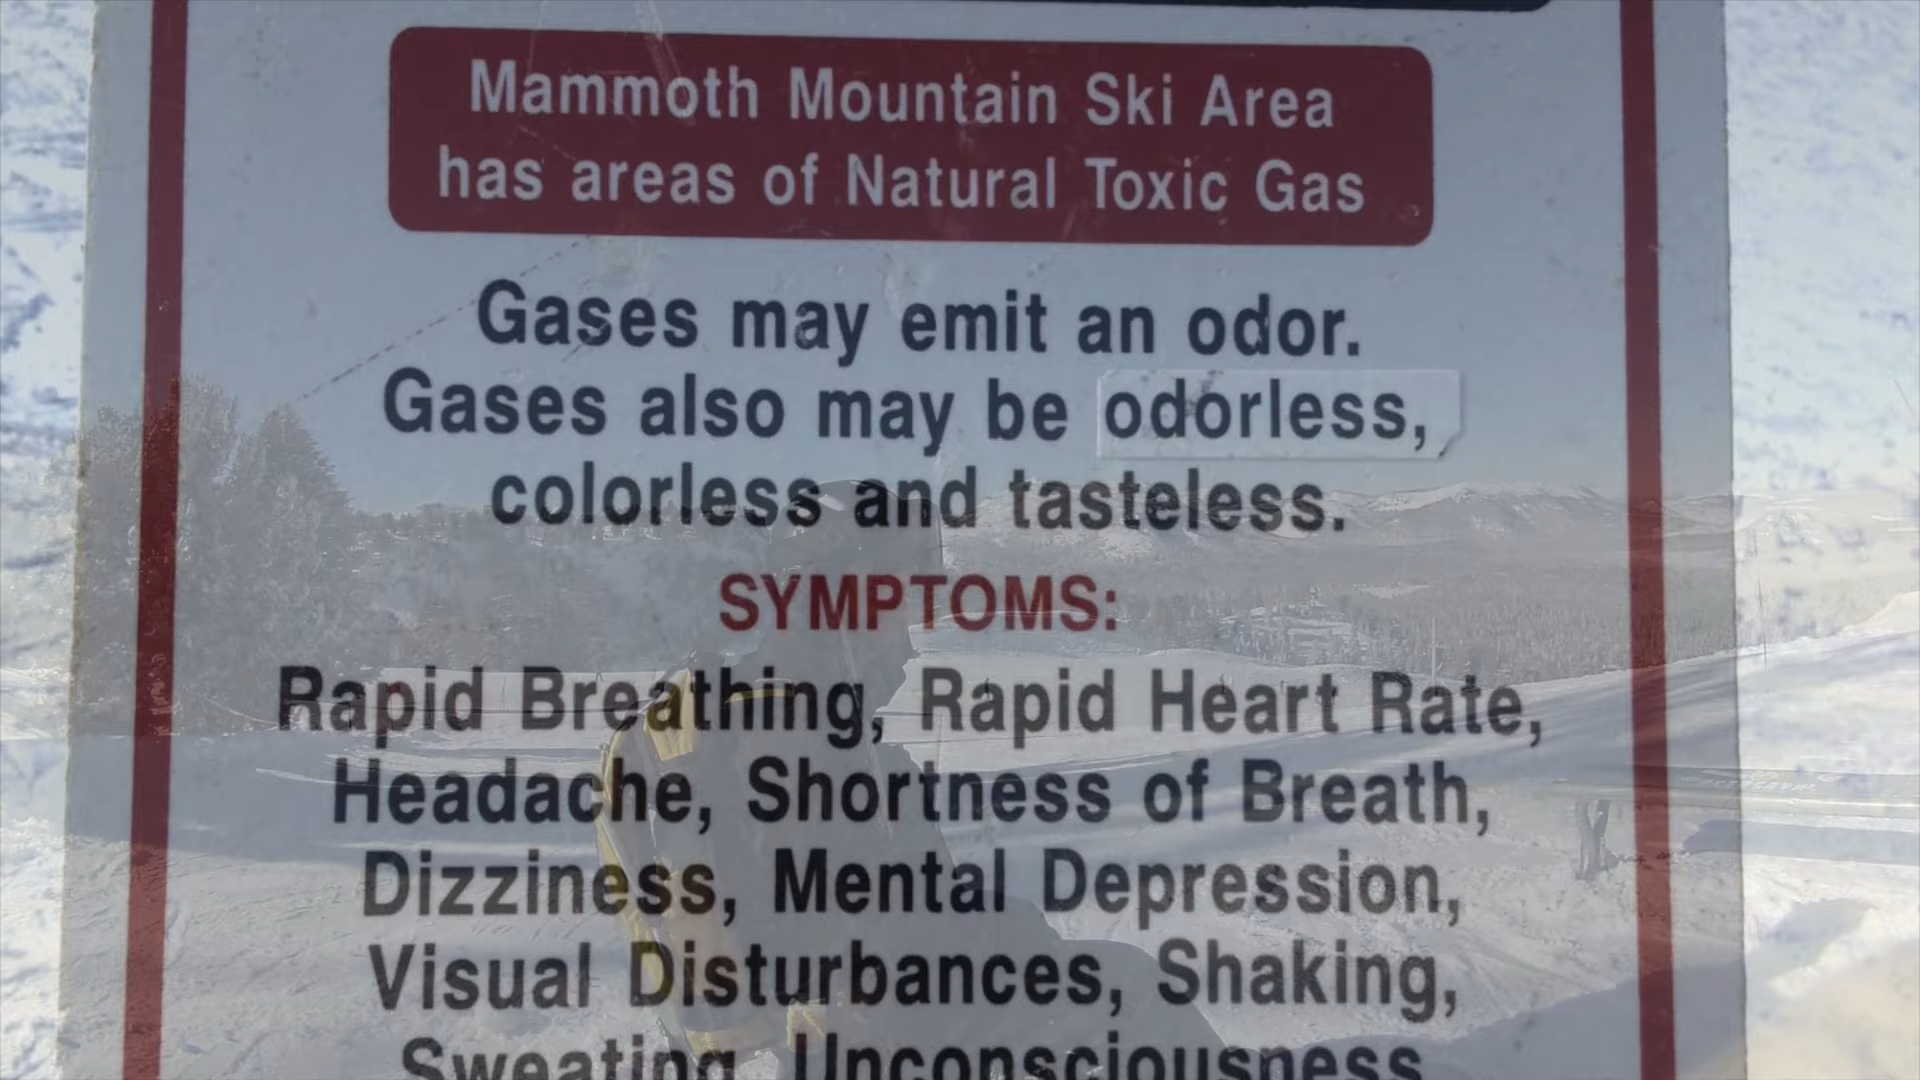 Mammoth Mountain Ski Area
has areas of Natural Toxic Gas
Gases may emit an odor.
Gases also may be odorless,
colorless and tasteless.
SYMPTOMS:
Rapid Breathing, Rapid Heart Rate,
Headache, Shortness of Breath,
Dizziness, Mental Depression,
Visual Disturbances, Shaking,
Sweating, Unconsciousness